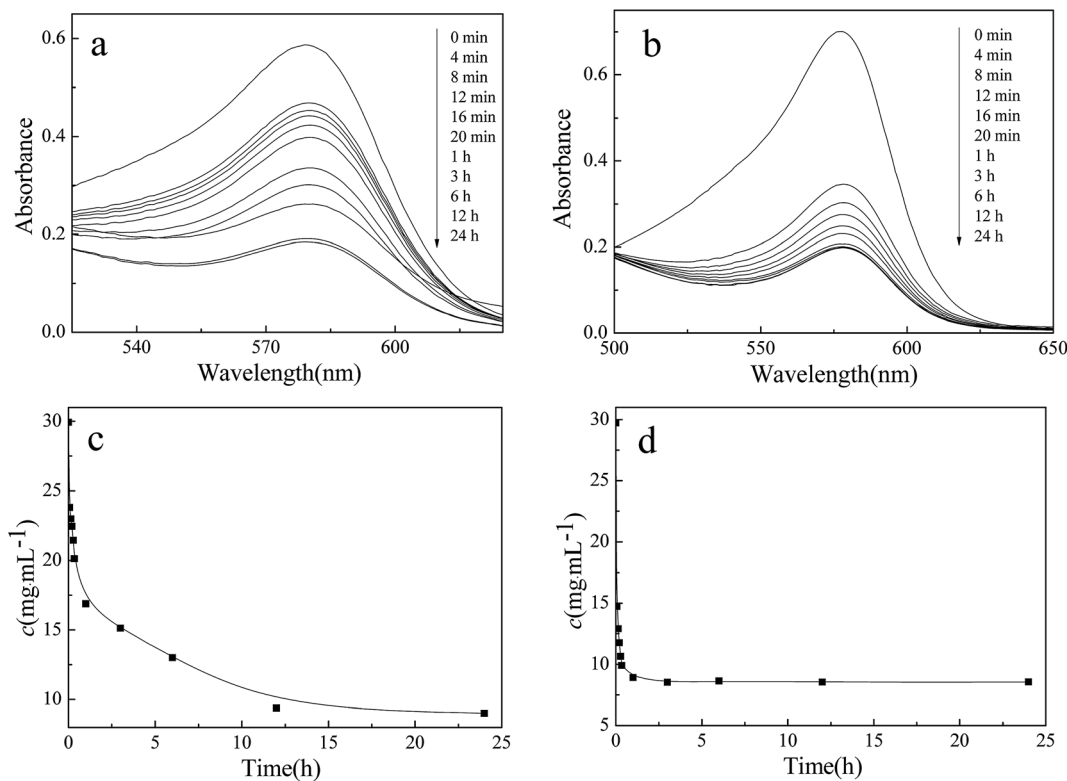 a
0.6
0.4
0.2
0.0
Absorbance
540
570
600
Wavelength(nm)
0 min
4 min
8 min
12 min
16 min
20 min
1 h
3 h
6 h
12 h
24 h
b
0.6
0.4
0.2
0.0
Absorbance
500
550
600
650
Wavelength(nm)
0 min
4 min
8 min
12 min
16 min
20 min
1 h
3 h
6 h
12 h
24 h
c
30
25
20
15
10
c(mg.mL-1)
0
5
10
15
20
25
Time(h)
d
30
25
20
15
10
5
c(mg.mL-1)
0
5
10
15
20
25
Time(h)